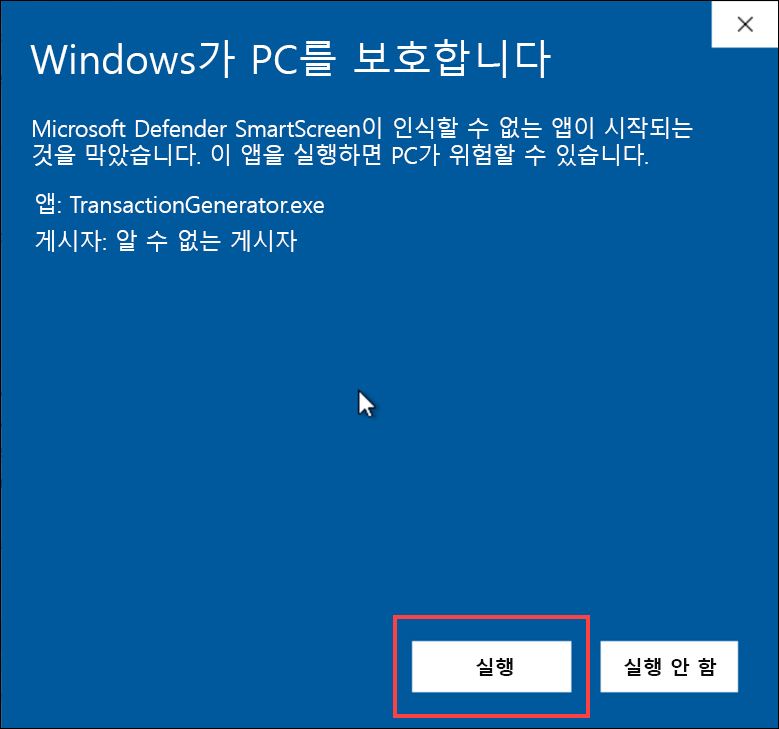 Windows가 PC를 보호합니다
Microsoft Defender SmartScreen이 인식할 수 없는 앱이 시작되는
것을 막았습니다. 이 앱을 실행하면 PC가 위험할 수 있습니다.
앱: TransactionGenerator.exe
게시자: 알 수 없는 게시자
실행
실행 안 함